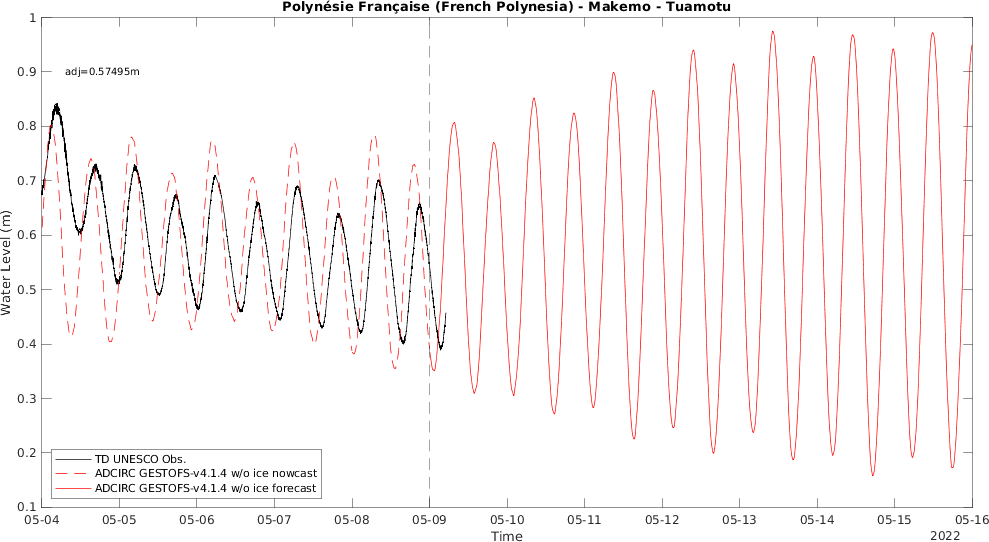 Polynésie Française (French Polynesia) - Makemo - Tuamotu
1
0.9
0.8
0.7
0.6
0.5
0.4
0.3
0.2
0.1
Water Level (m)
adj=0.57495m
TD UNESCO Obs.
ADCIRC GESTOFS-v4.1.4 w/o ice nowcast
ADCIRC GESTOFS-v4.1.4 w/o ice forecast
05-04 05-05 05-06 05-07 05-08 05-09 05-10 05-11 05-12 05-13 05-14 05-15 05-16
Time
2022